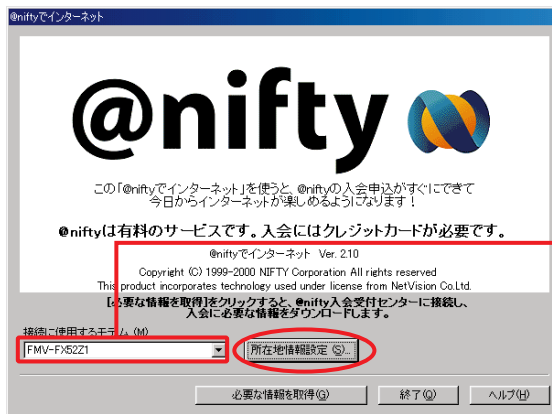 @niftyでインターネット
@nifty
この「@niftyでインターネット」を使うと、@niftyの入会申込がすぐにできて
今日からインターネットが楽しめるようになります！
@niftyは有料のサービスです。入会にはクレジットカードが必要です。
@niftyでインターネット Ver. 2.10
Copyright (C) 1999-2000 NIFTY Corporation All rights reserved
This product incorporates technology used under license from NetVision Co.Ltd.
[必要な情報を取得]をクリックすると、@nifty入会受付センターに接続し、
入会に必要な情報をダウンロードします。
接続に使用するモデム (M)
FMV-FX52Z1
所在地情報設定 (S)...
必要な情報を取得(G)
終了(Q)
ヘルプ(H)